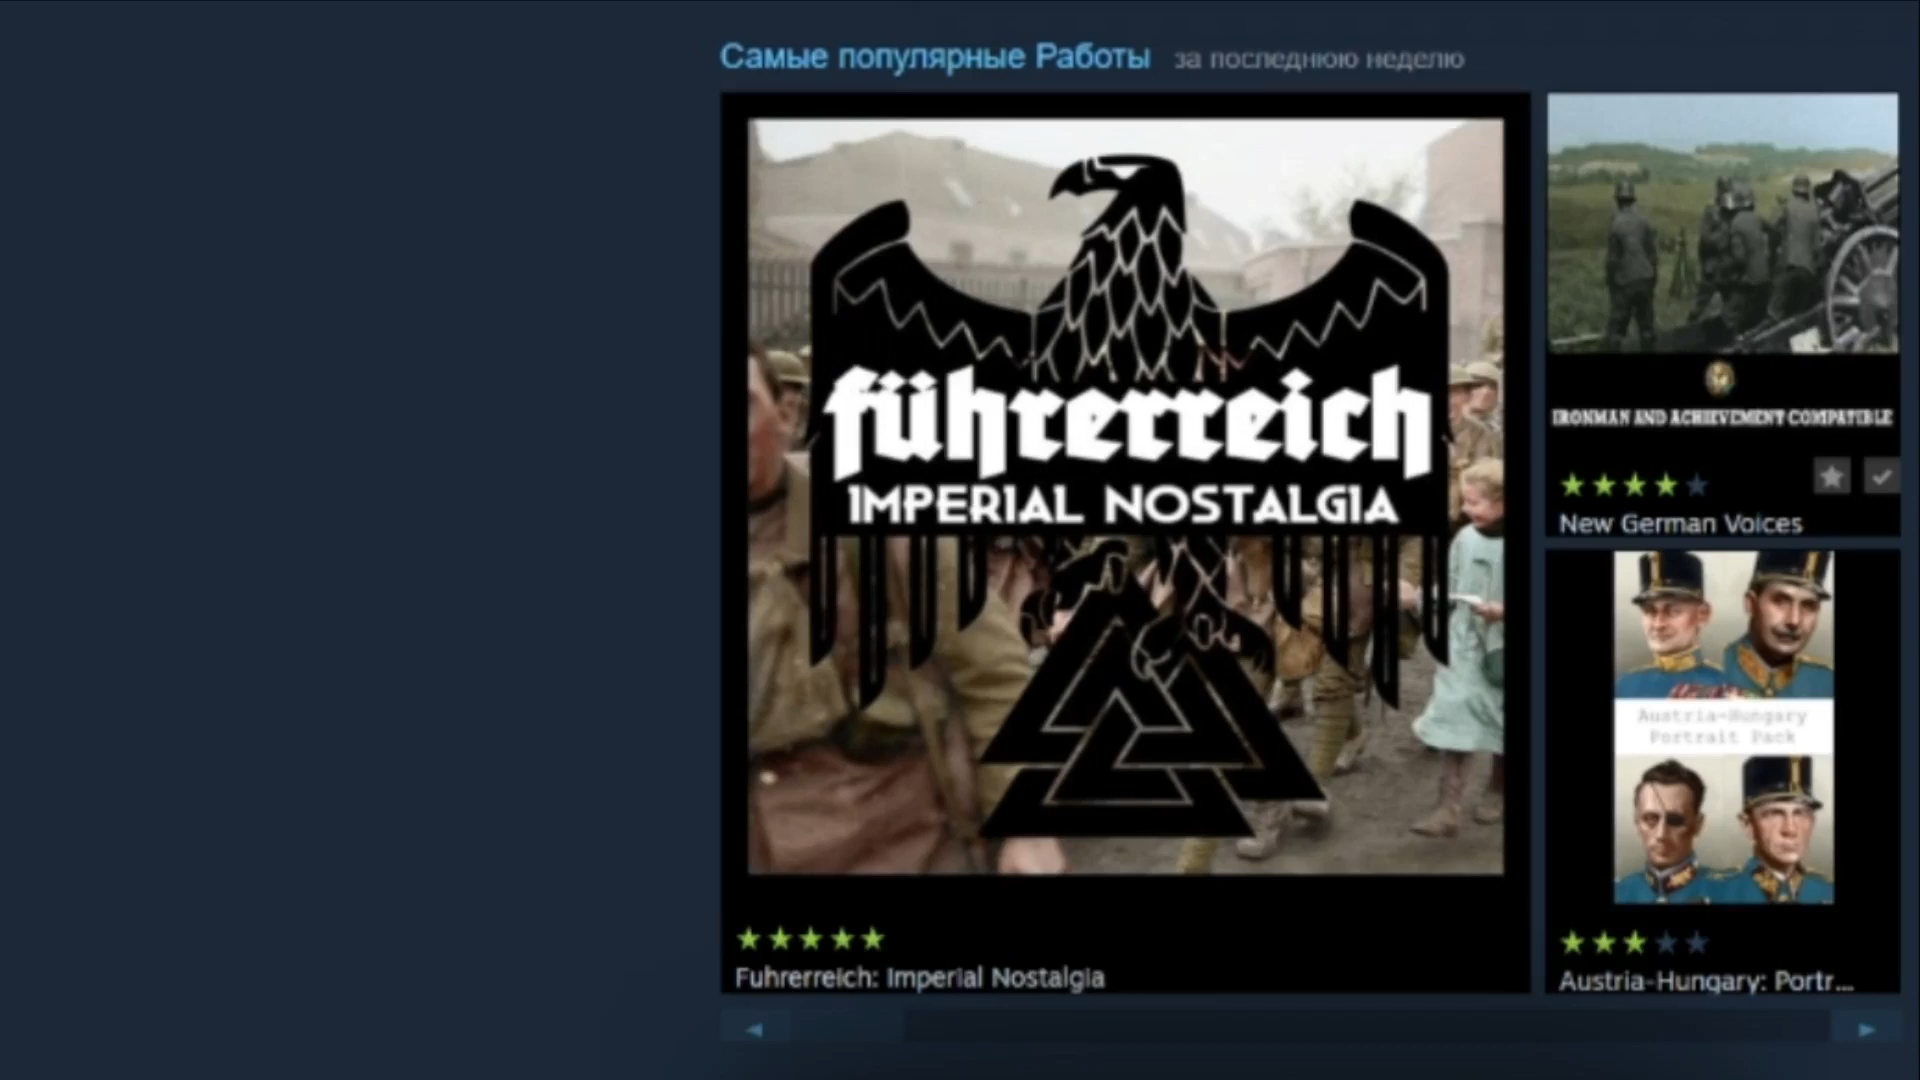 Самые популярные Работы за последнюю неделю
führerreich
IMPERIAL NOSTALGIA
Fuhrerreich: Imperial Nostalgia
IRONMAN AND ACHIEVEMENT COMPATIBLE
New German Voices
Austria-Hungary
Portrait Pack
Austria-Hungary: Portr...